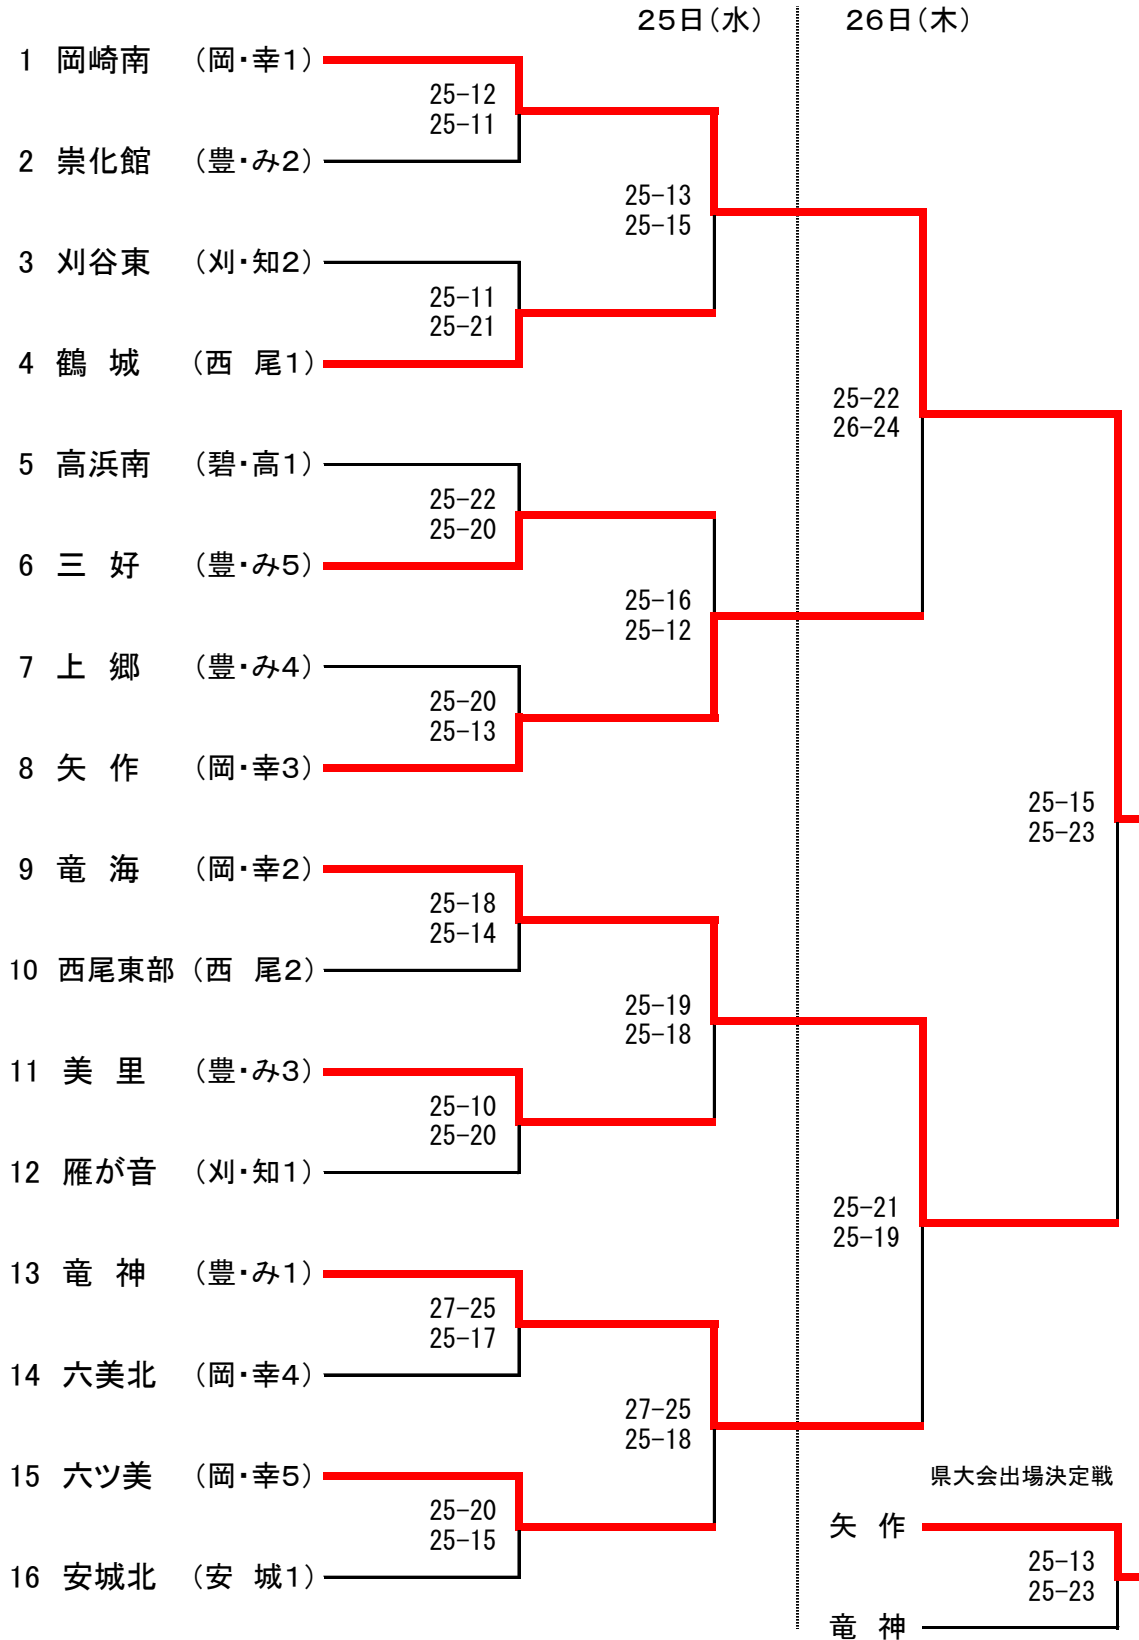 25日(水) 26日(木)
1 岡崎南 (岡・幸1)
25-12
25-11
2 崇化館 (豊・み2)
25-13
25-15
3 刈谷東 (刈・知2)
25-11
25-21
4 鶴 城 (西 尾1)
25-22
26-24
5 高浜南 (碧・高1)
25-22
25-20
6 三 好 (豊・み5)
25-16
25-12
7 上 郷 (豊・み4)
25-20
25-13
8 矢 作 (岡・幸3)
25-15
25-23
9 竜 海 (岡・幸2)
25-18
25-14
10 西尾東部 (西 尾2)
25-19
25-18
11 美 里 (豊・み3)
25-10
25-20
12 雁が音 (刈・知1)
25-21
25-19
13 竜 神 (豊・み1)
27-25
25-17
14 六美北 (岡・幸4)
27-25
25-18
15 六ツ美 (岡・幸5)
25-20
25-15
16 安城北 (安 城1)
県大会出場決定戦
矢 作
25-13
25-23
竜 神